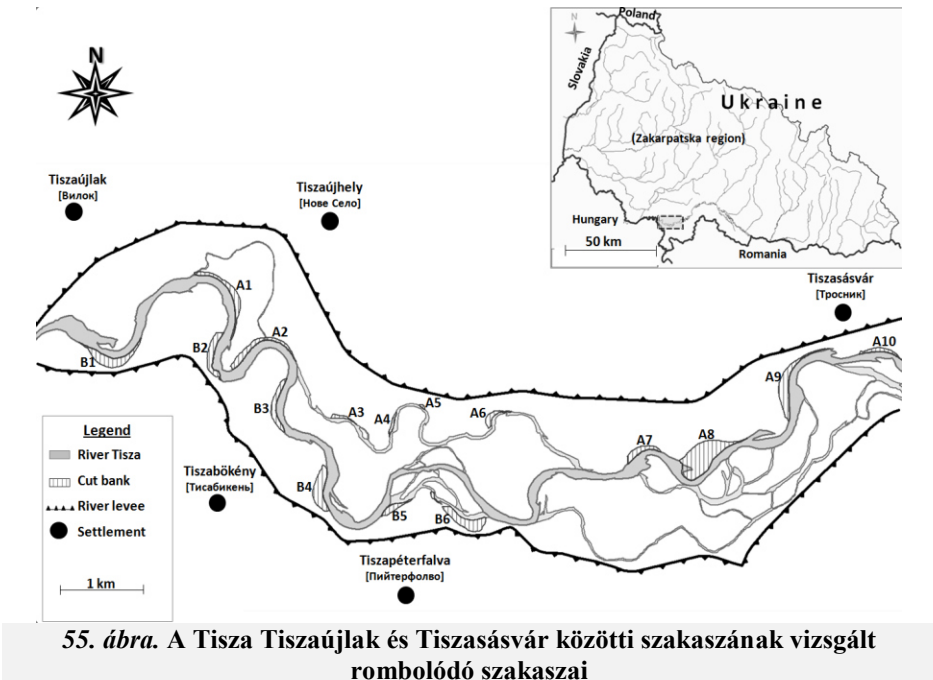 N
Tiszaújlak
[Вилок]
Tiszaújhely
[Нове Село]
N
Poland
Slovakia
Ukraine
(Zakarpatska region)
Hungary
50 km
Romania
Tiszasásvár
[Тросник]
A1
A2
A3
A4
A5
A6
A7
A8
A9
A10
B1
B2
B3
B4
B5
B6
Legend
River Tisza
Cut bank
River levee
Settlement
1 km
Tiszabökény
[Тисабикень]
Tiszapéterfalva
[Пийтерфолво]
55. ábra. A Tisza Tiszaújlak és Tiszasásvár közötti szakaszának vizsgált
rombolódó szakaszai